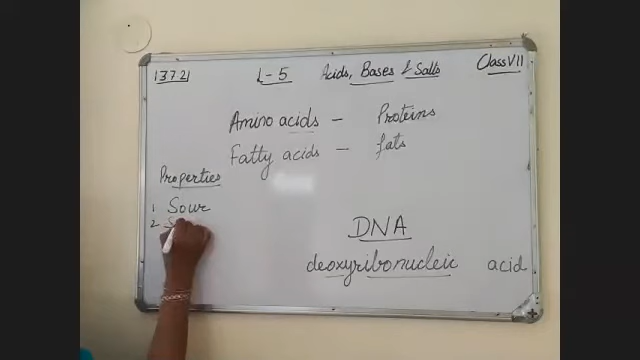 13.7.21 L-5 Acids, Bases & Salts Class VII
Amino acids - Proteins
Fatty acids - fats
Properties
1 Sour
2 S
DNA
deoxyribonucleic acid